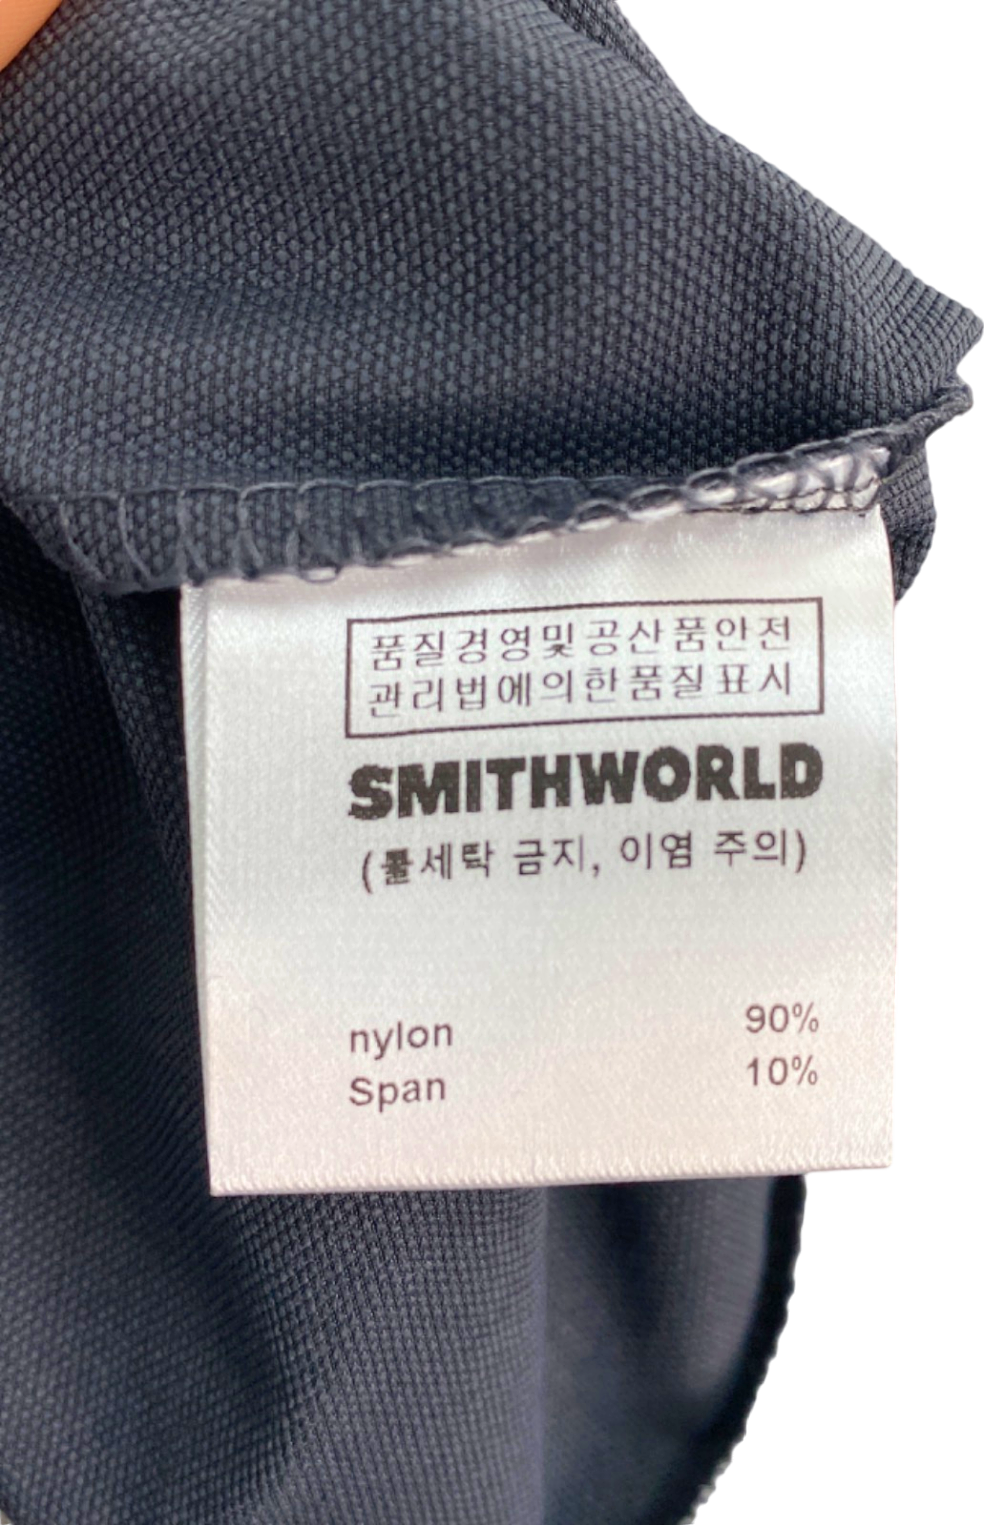 품질경영및공산품안전
관리법에의한품질표시
SMITHWORLD
(물세탁 금지, 이염 주의)
nylon 90%
Span 10%